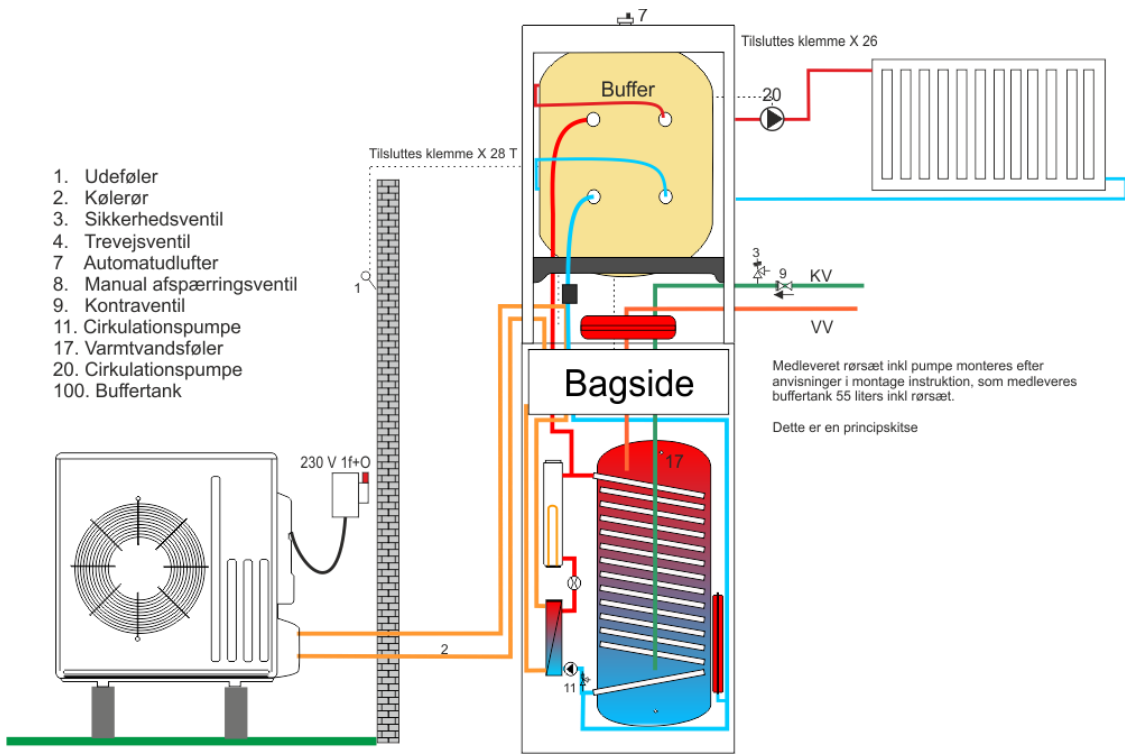 7
Tilsluttes klemme X 26
Buffer
20
Tilsluttes klemme X 28 T
1. Udeføler
2. Kølerør
3. Sikkerhedsventil
4. Trevejsventil
7 Automatudlufter
8. Manual afspærringsventil
9. Kontraventil
11. Cirkulationspumpe
17. Varmtvandsføler
20. Cirkulationspumpe
100. Buffertank
1
3
9
KV
VV
Bagside
Medleveret rørsæt inkl pumpe monteres efter
anvisninger i montage instruktion, som medleveres
buffertank 55 liters inkl rørsæt.
Dette er en principskitse
230 V 1f+O
17
2
11